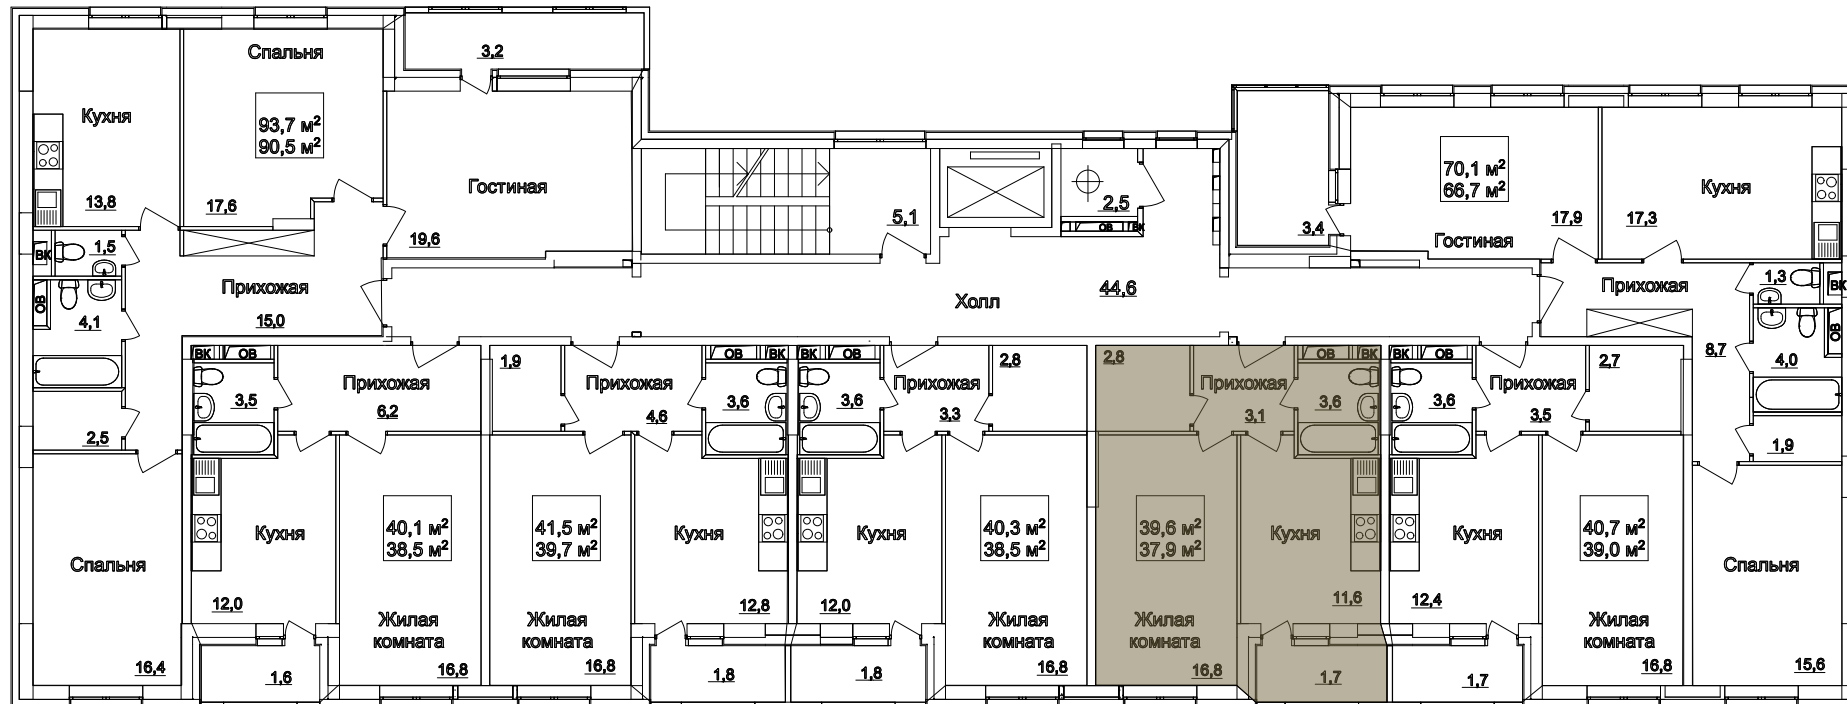 3,2
Спальня
Кухня
93,7 м²
90,5 м²
13,8
17,6
Гостиная
19,6
5,1
2,5
ОВ
ВК
3,4
70,1 м²
66,7 м²
17,9
Гостиная
Кухня
17,3
ВК
1,5
ОВ
4,1
Прихожая
15,0
Холл
44,6
Прихожая
1,3
ВК
ОВ
4,0
8,7
1,9
2,5
ВК
ОВ
3,5
Прихожая
6,2
1,9
Прихожая
4,6
ОВ
ВК
3,6
ВК
ОВ
3,6
Прихожая
3,3
2,8
2,8
Прихожая
3,1
ОВ
ВК
3,6
ВК
ОВ
3,6
Прихожая
3,5
2,7
Спальня
16,4
Кухня
12,0
1,6
40,1 м²
38,5 м²
Жилая
комната
16,8
41,5 м²
39,7 м²
Жилая
комната
16,8
Кухня
12,8
1,8
Кухня
12,0
1,8
40,3 м²
38,5 м²
Жилая
комната
16,8
39,6 м²
37,9 м²
Жилая
комната
16,8
Кухня
11,6
1,7
Кухня
12,4
1,7
40,7 м²
39,0 м²
Жилая
комната
16,8
Спальня
15,6